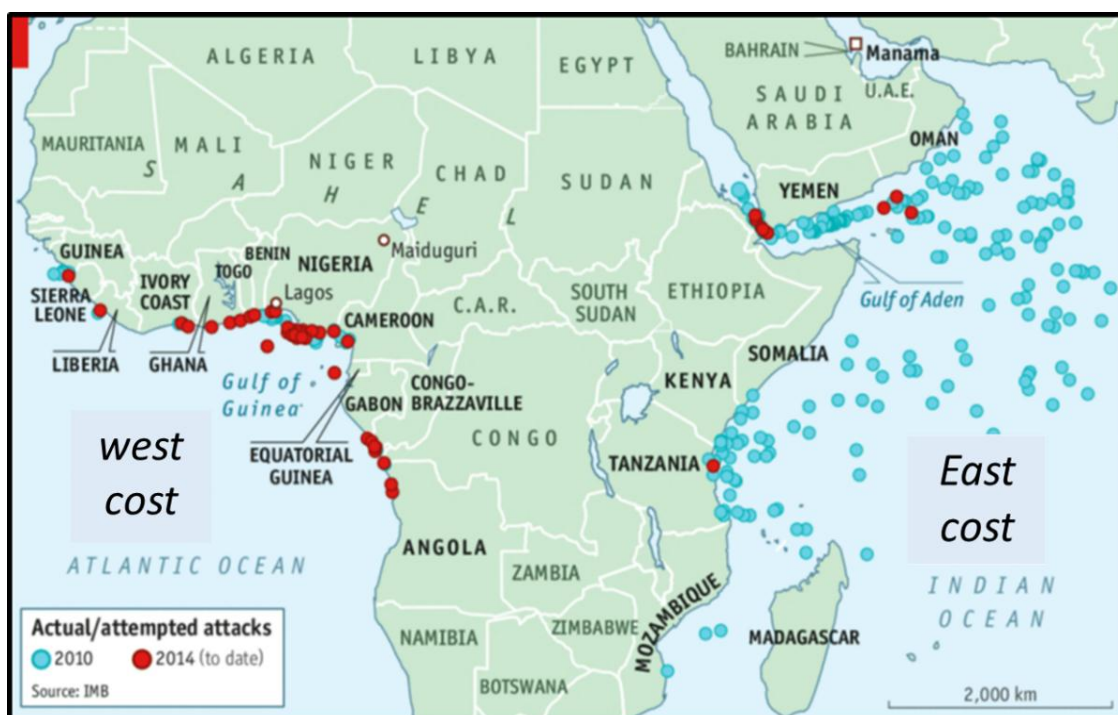 ALGERIA
LIBYA
EGYPT
BAHRAIN
Manama
U.A.E.
SAUDI
ARABIA
OMAN
MAURITANIA
MALI
NIGER
CHAD
SUDAN
YEMEN
SAHEL
Maiduguri
GUINEA
BENIN
NIGERIA
IVORY
COAST
TOGO
Lagos
SIERRA
LEONE
C.A.R.
SOUTH
SUDAN
ETHIOPIA
Gulf of Aden
CAMEROON
LIBERIA
GHANA
SOMALIA
KENYA
Gulf of
Guinea
GABON
CONGO-
BRAZZAVILLE
CONGO
EQUATORIAL
GUINEA
TANZANIA
west
cost
East
cost
ANGOLA
ATLANTIC OCEAN
ZAMBIA
INDIAN
OCEAN
MOZAMBIQUE
ZIMBABWE
MADAGASCAR
NAMIBIA
BOTSWANA
Actual/attempted attacks
2010 2014 (to date)
Source: IMB
2,000 km